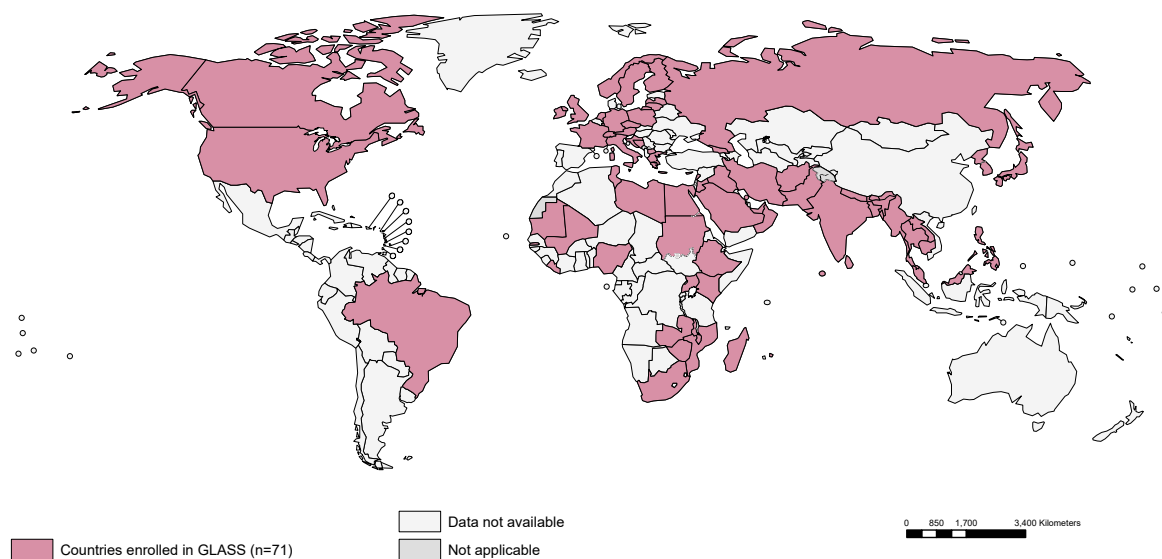 Data not available
Countries enrolled in GLASS (n=71)
Not applicable
0 850 1,700 3,400 Kilometers